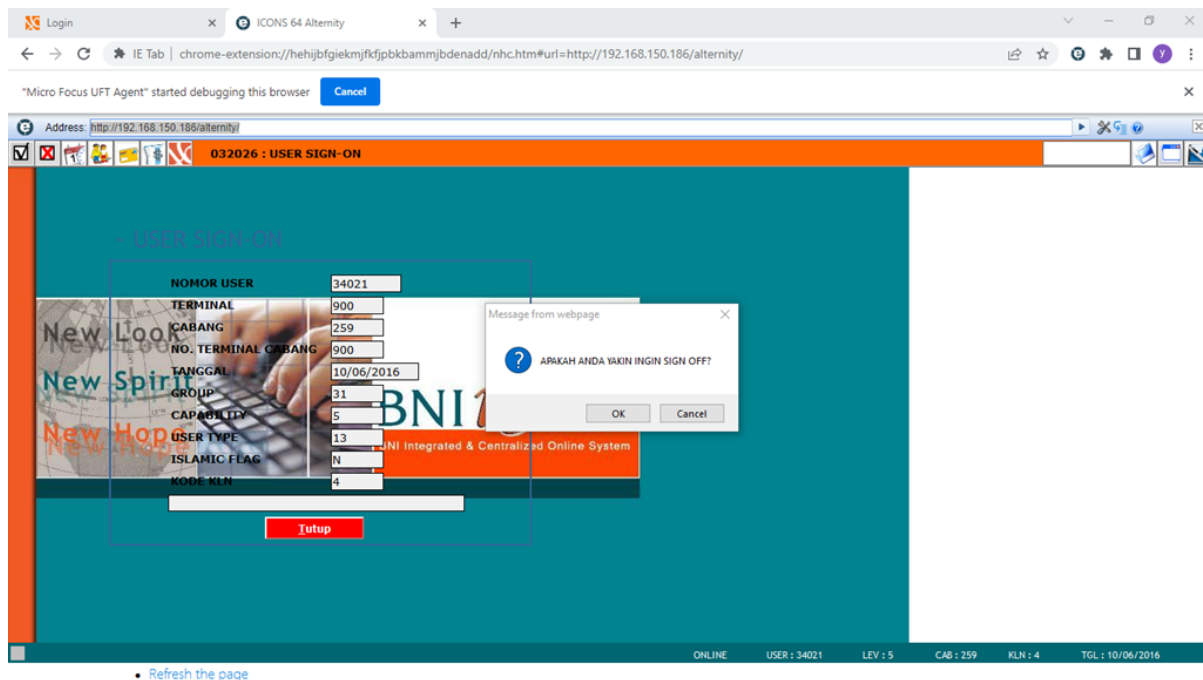 Login
ICONS 64 Alternity
IE Tab | chrome-extension://hehijbfgiekmjfkfjpbkbammjbdenadd/nhc.htm#url=http://192.168.150.186/alternity/
y
"Micro Focus UFT Agent" started debugging this browser Cancel
Address: http://192.168.150.186/alternity/
032026 : USER SIGN-ON
USER SIGN-ON
NOMOR USER 34021
TERMINAL 900
CABANG 259
NO. TERMINAL CABANG 900
TANGGAL 10/06/2016
GROUP 31
CAPABILITY 5
USER TYPE 13
ISLAMIC FLAG N
KODE KLN 4
Tutup
New Look
New Spirit
New Hope
BNI
BNI Integrated & Centralized Online System
Message from webpage
APAKAH ANDA YAKIN INGIN SIGN OFF?
OK Cancel
ONLINE USER : 34021 LEV : 5 CAB : 259 KLN : 4 TGL : 10/06/2016
Refresh the page